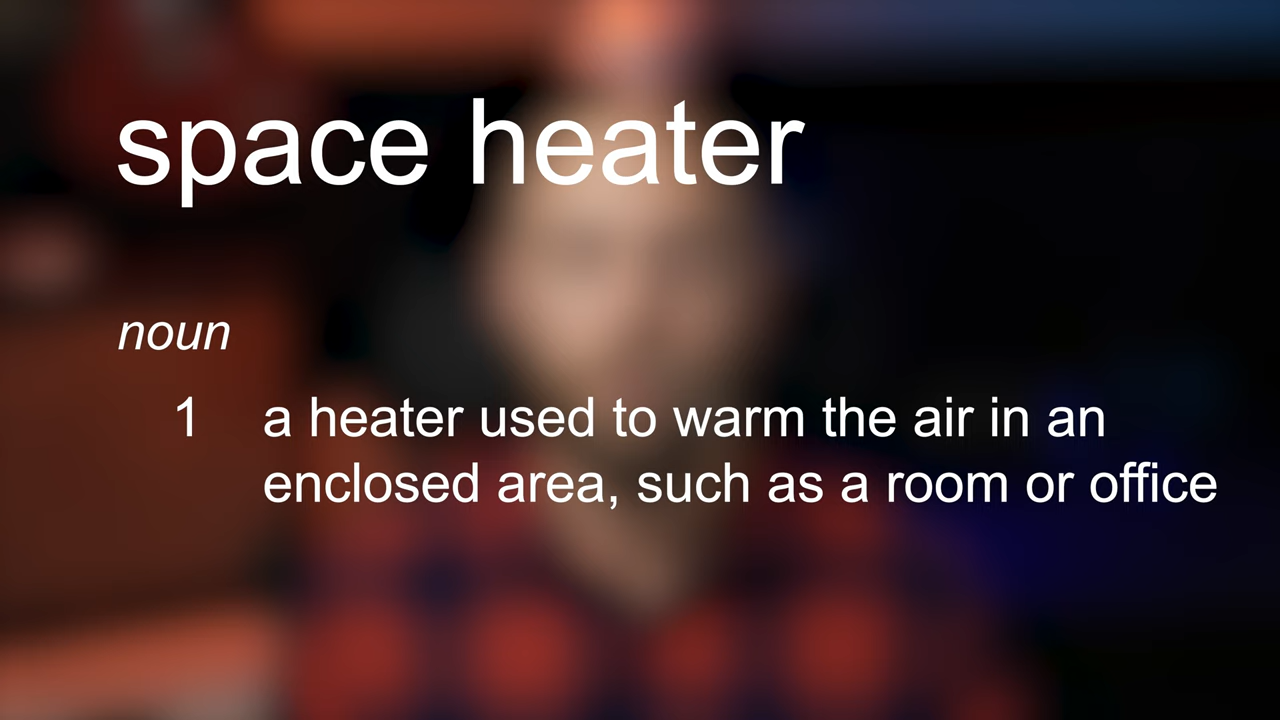 space heater
noun
1 a heater used to warm the air in an
enclosed area, such as a room or office